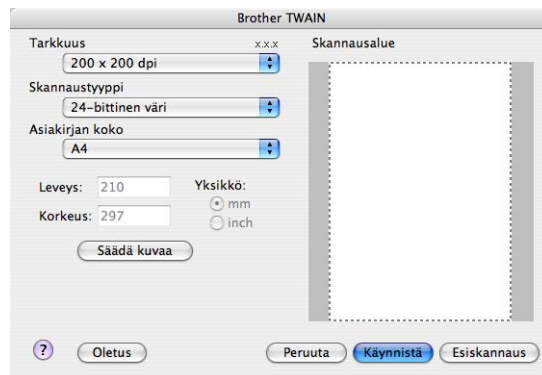 Brother TWAIN
Tarkkuus x.x.x
200 x 200 dpi
Skannaustyyppi
24-bittinen väri
Asiakirjan koko
A4
Leveys: 210
Korkeus: 297
Yksikkö:
mm
inch
Säädä kuvaa
Skannausalue
? Oletus Peruuta Käynnistä Esiskannaus